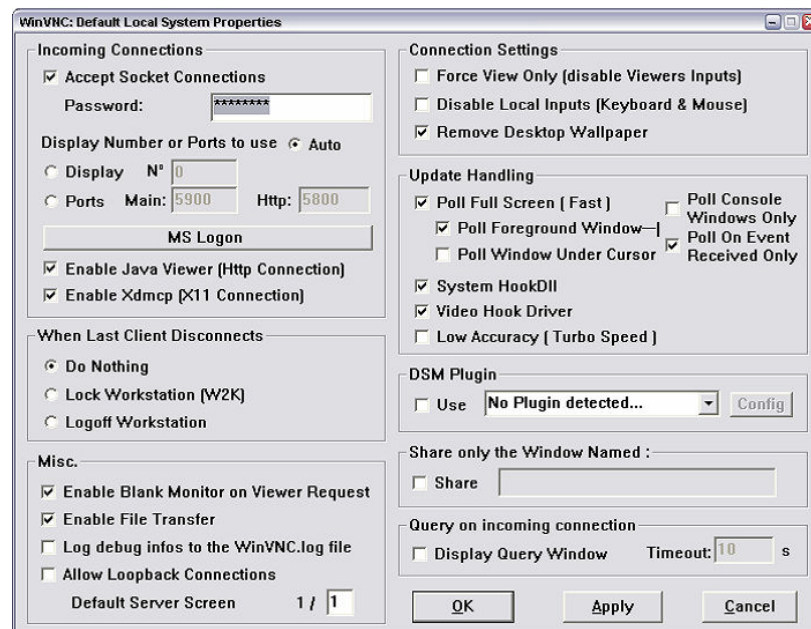 WinVNC: Default Local System Properties
Incoming Connections
Accept Socket Connections
Password: ********
Display Number or Ports to use Auto
Display N° 0
Ports Main: 5900 Http: 5800
MS Logon
Enable Java Viewer (Http Connection)
Enable Xdmcp (X11 Connection)
When Last Client Disconnects
Do Nothing
Lock Workstation (W2K)
Logoff Workstation
Misc.
Enable Blank Monitor on Viewer Request
Enable File Transfer
Log debug infos to the WinVNC.log file
Allow Loopback Connections
Default Server Screen 1 / 1
Connection Settings
Force View Only (disable Viewers Inputs)
Disable Local Inputs (Keyboard & Mouse)
Remove Desktop Wallpaper
Update Handling
Poll Full Screen ( Fast )
Poll Foreground Window
Poll Window Under Cursor
Poll Console
Windows Only
Poll On Event
Received Only
System HookDll
Video Hook Driver
Low Accuracy ( Turbo Speed )
DSM Plugin
Use No Plugin detected... Config
Share only the Window Named :
Share
Query on incoming connection
Display Query Window Timeout: 10 s
OK Apply Cancel